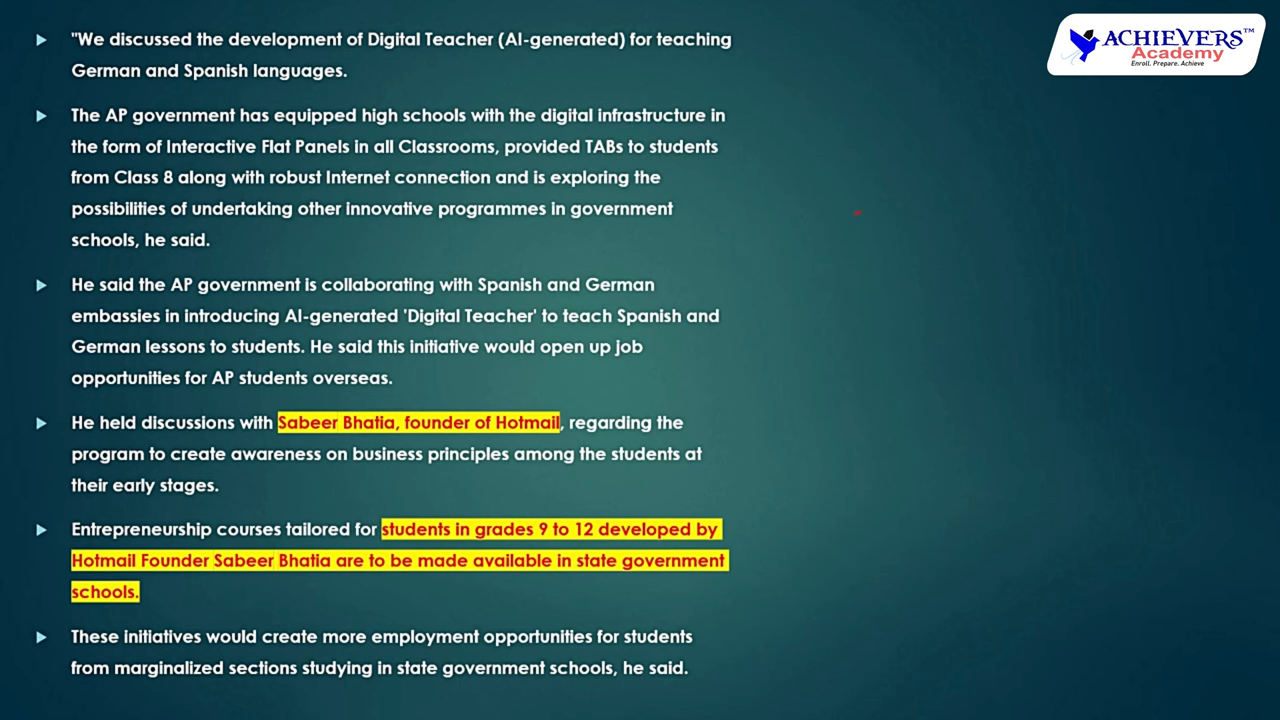 "We discussed the development of Digital Teacher (AI-generated) for teaching
German and Spanish languages.
The AP government has equipped high schools with the digital infrastructure in
the form of Interactive Flat Panels in all Classrooms, provided TABs to students
from Class 8 along with robust Internet connection and is exploring the
possibilities of undertaking other innovative programmes in government
schools, he said.
He said the AP government is collaborating with Spanish and German
embassies in introducing AI-generated 'Digital Teacher' to teach Spanish and
German lessons to students. He said this initiative would open up job
opportunities for AP students overseas.
He held discussions with Sabeer Bhatia, founder of Hotmail, regarding the
program to create awareness on business principles among the students at
their early stages.
Entrepreneurship courses tailored for students in grades 9 to 12 developed by
Hotmail Founder Sabeer Bhatia are to be made available in state government
schools.
These initiatives would create more employment opportunities for students
from marginalized sections studying in state government schools, he said.
ACHIEVERS™
Academy
Enroll. Prepare. Achieve